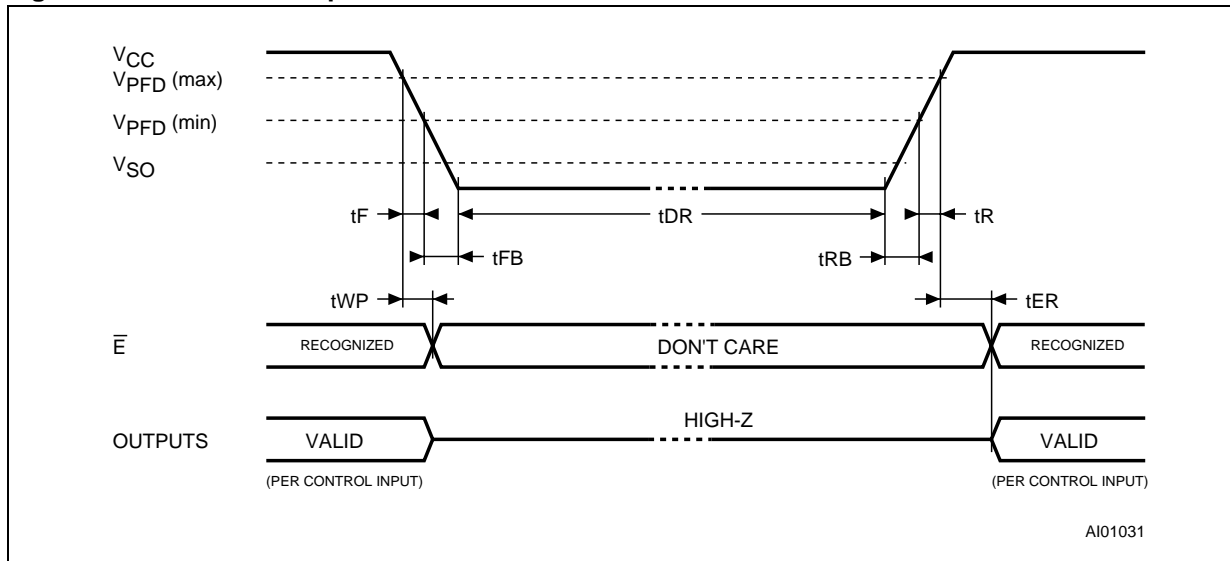 VCC
VPFD (max)
VPFD (min)
VSO
tF
tDR
tR
tFB
tRB
tWP
tER
E̅
RECOGNIZED
DON'T CARE
RECOGNIZED
HIGH-Z
OUTPUTS
VALID
VALID
(PER CONTROL INPUT)
(PER CONTROL INPUT)
AI01031